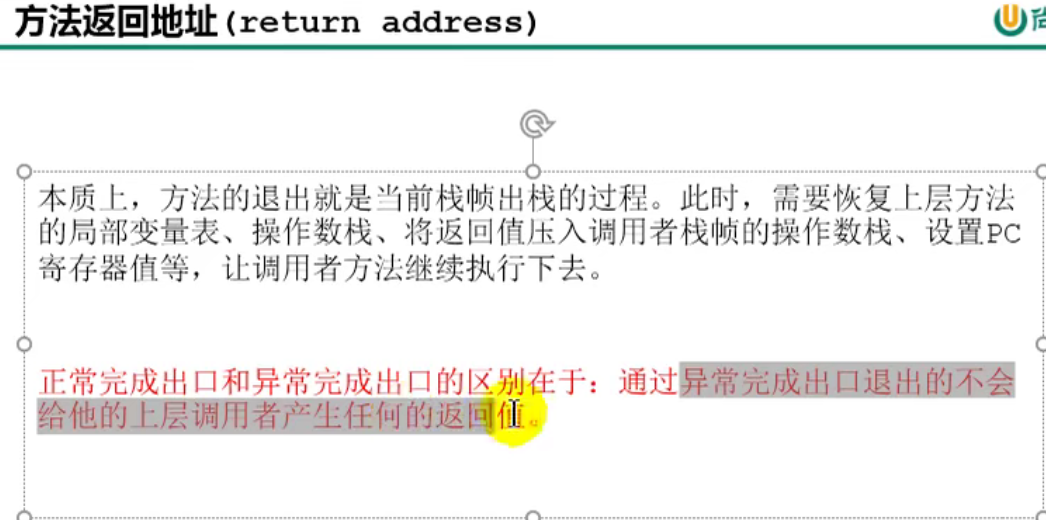 方法返回地址(return address)
尚
本质上，方法的退出就是当前栈帧出栈的过程。此时，需要恢复上层方法
的局部变量表、操作数栈、将返回值压入调用者栈帧的操作数栈、设置PC
寄存器值等，让调用者方法继续执行下去。
正常完成出口和异常完成出口的区别在于：通过异常完成出口退出的不会
给他的上层调用者产生任何的返回值。